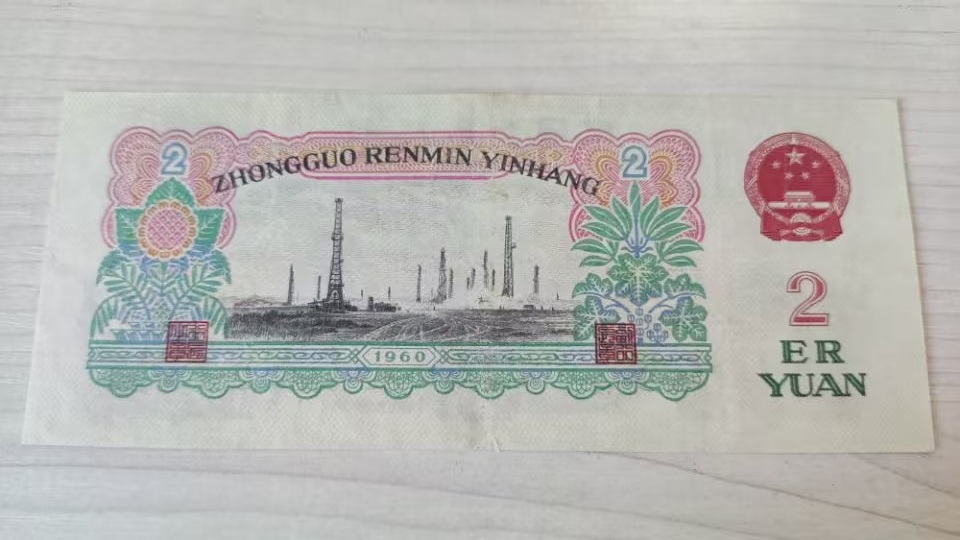 2
2
ZHONGGUO RENMIN YINHANG
1960
2
ER
YUAN